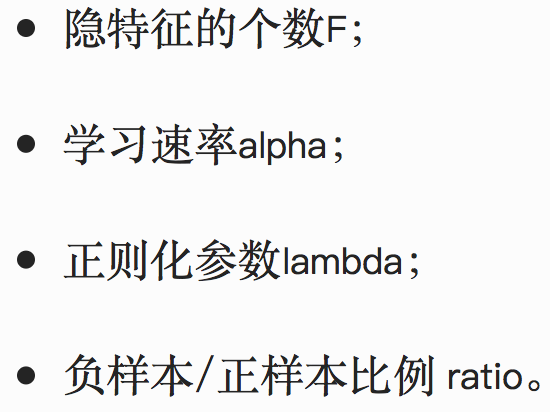 • 隐特征的个数F；
• 学习速率alpha；
• 正则化参数lambda；
• 负样本/正样本比例 ratio。